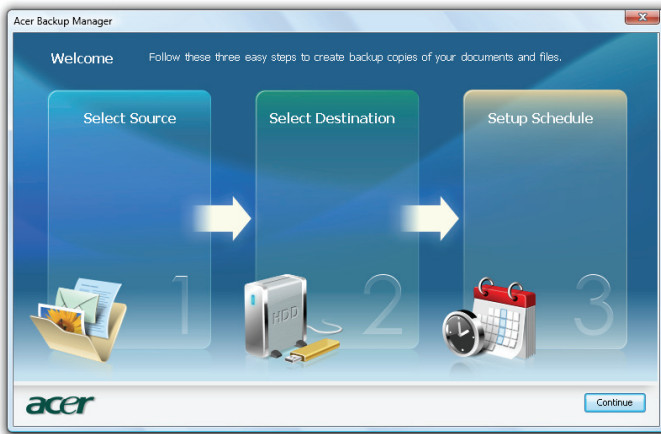 Acer Backup Manager
Welcome
Follow these three easy steps to create backup copies of your documents and files.
Select Source
Select Destination
Setup Schedule
1
HDD
2
3
acer
Continue